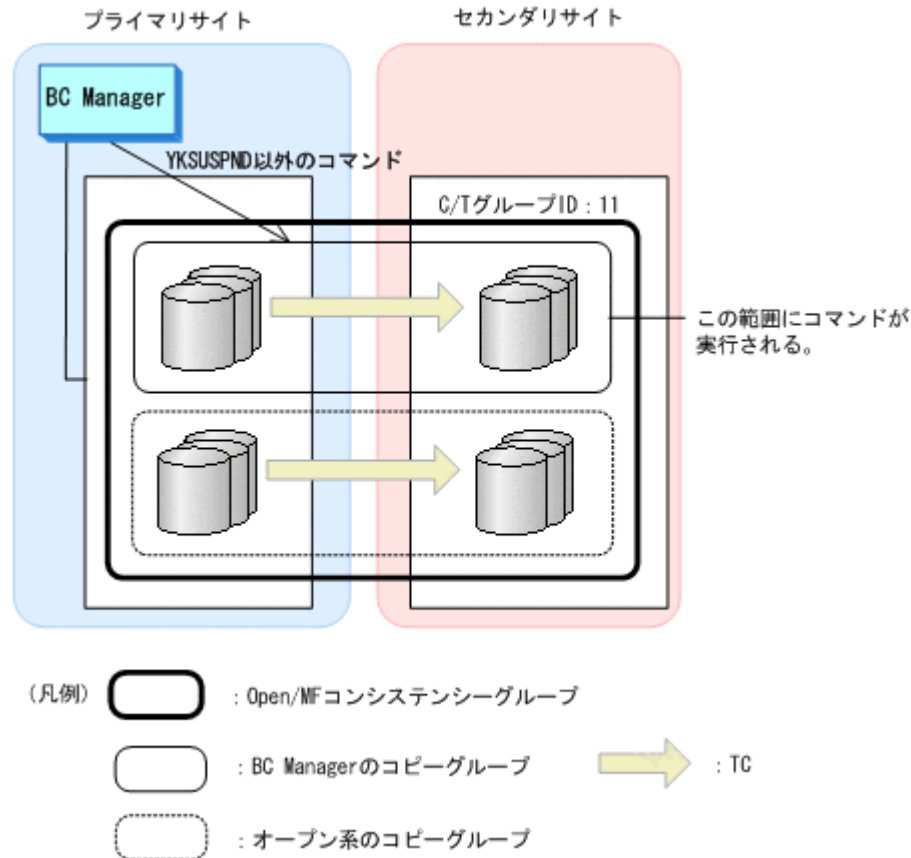 プライマリサイト
セカンダリサイト
BC Manager
YKSUSPND以外のコマンド
C/TグループID：11
この範囲にコマンドが
実行される。
(凡例)
：Open/MFコンシステンシーグループ
：BC Managerのコピーグループ
：TC
：オープン系のコピーグループ